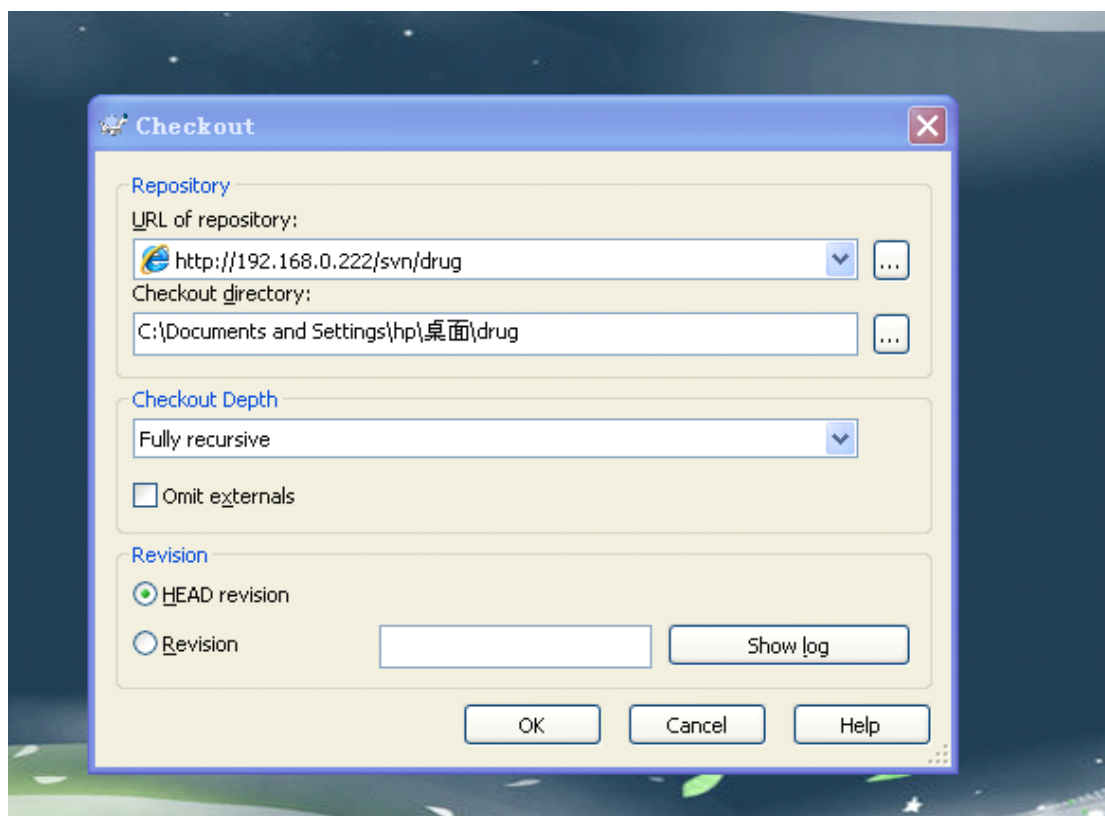 Checkout
Repository
URL of repository:
http://192.168.0.222/svn/drug
...
Checkout directory:
C:\Documents and Settings\hp\桌面\drug
...
Checkout Depth
Fully recursive
Omit externals
Revision
HEAD revision
Revision
Show log
OK
Cancel
Help